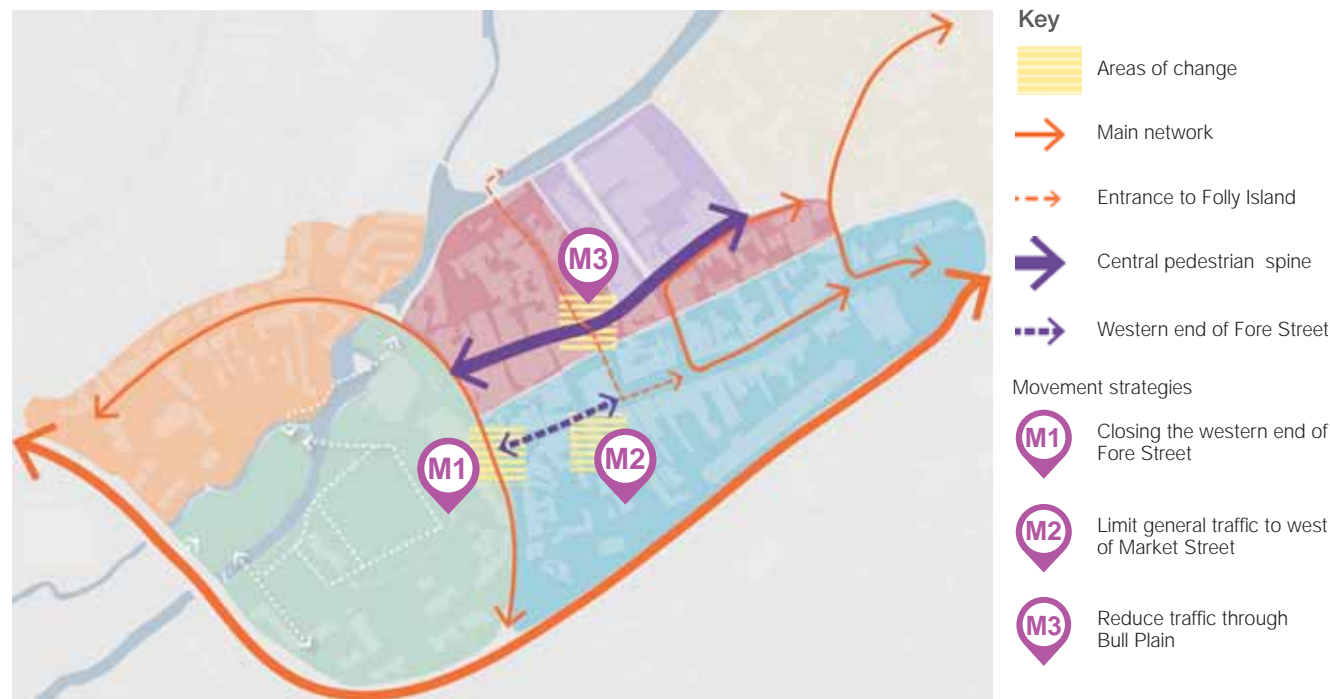 Key
Areas of change
Main network
Entrance to Folly Island
Central pedestrian spine
Western end of Fore Street
Movement strategies
M1
Closing the western end of
Fore Street
M2
Limit general traffic to west
of Market Street
M3
Reduce traffic through
Bull Plain
M3
M1
M2